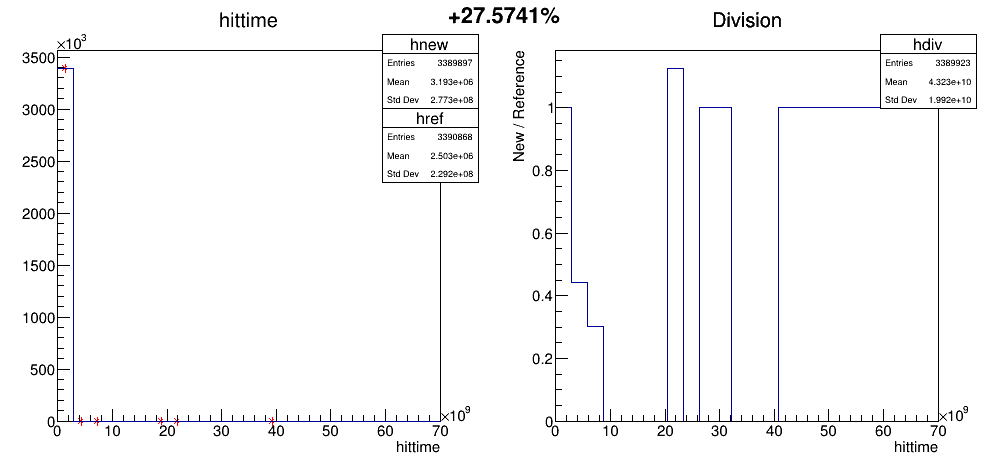 +27.5741%
hittime
×10³
3500
3000
2500
2000
1500
1000
500
0
0 10 20 30 40 50 60 70
×10⁹
hittime
hnew
Entries 3389897
Mean 3.193e+06
Std Dev 2.773e+08
href
Entries 3390868
Mean 2.503e+06
Std Dev 2.292e+08
Division
New / Reference
1
0.8
0.6
0.4
0.2
0
0 10 20 30 40 50 60 70
×10⁹
hittime
hdiv
Entries 3389923
Mean 4.323e+10
Std Dev 1.992e+10